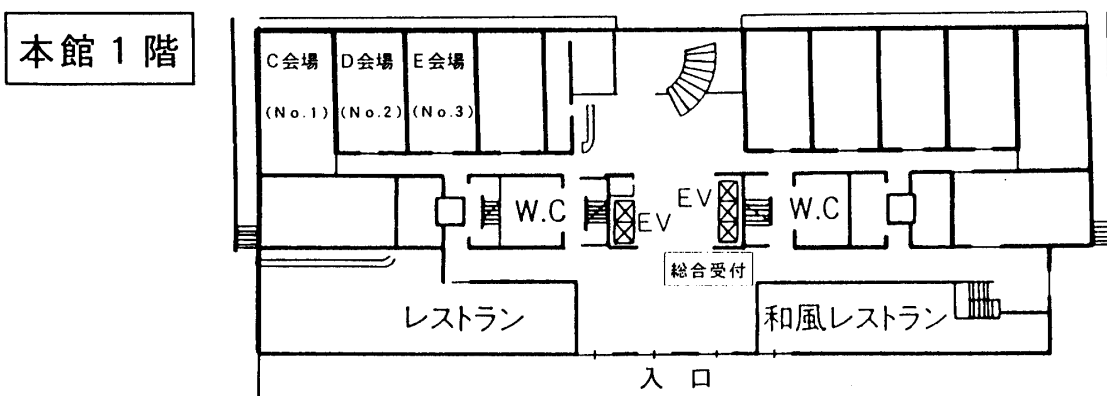 本館1階
C会場 D会場 E会場
(No.1) (No.2) (No.3)
W.C EV EV W.C
総合受付
レストラン 和風レストラン
入口